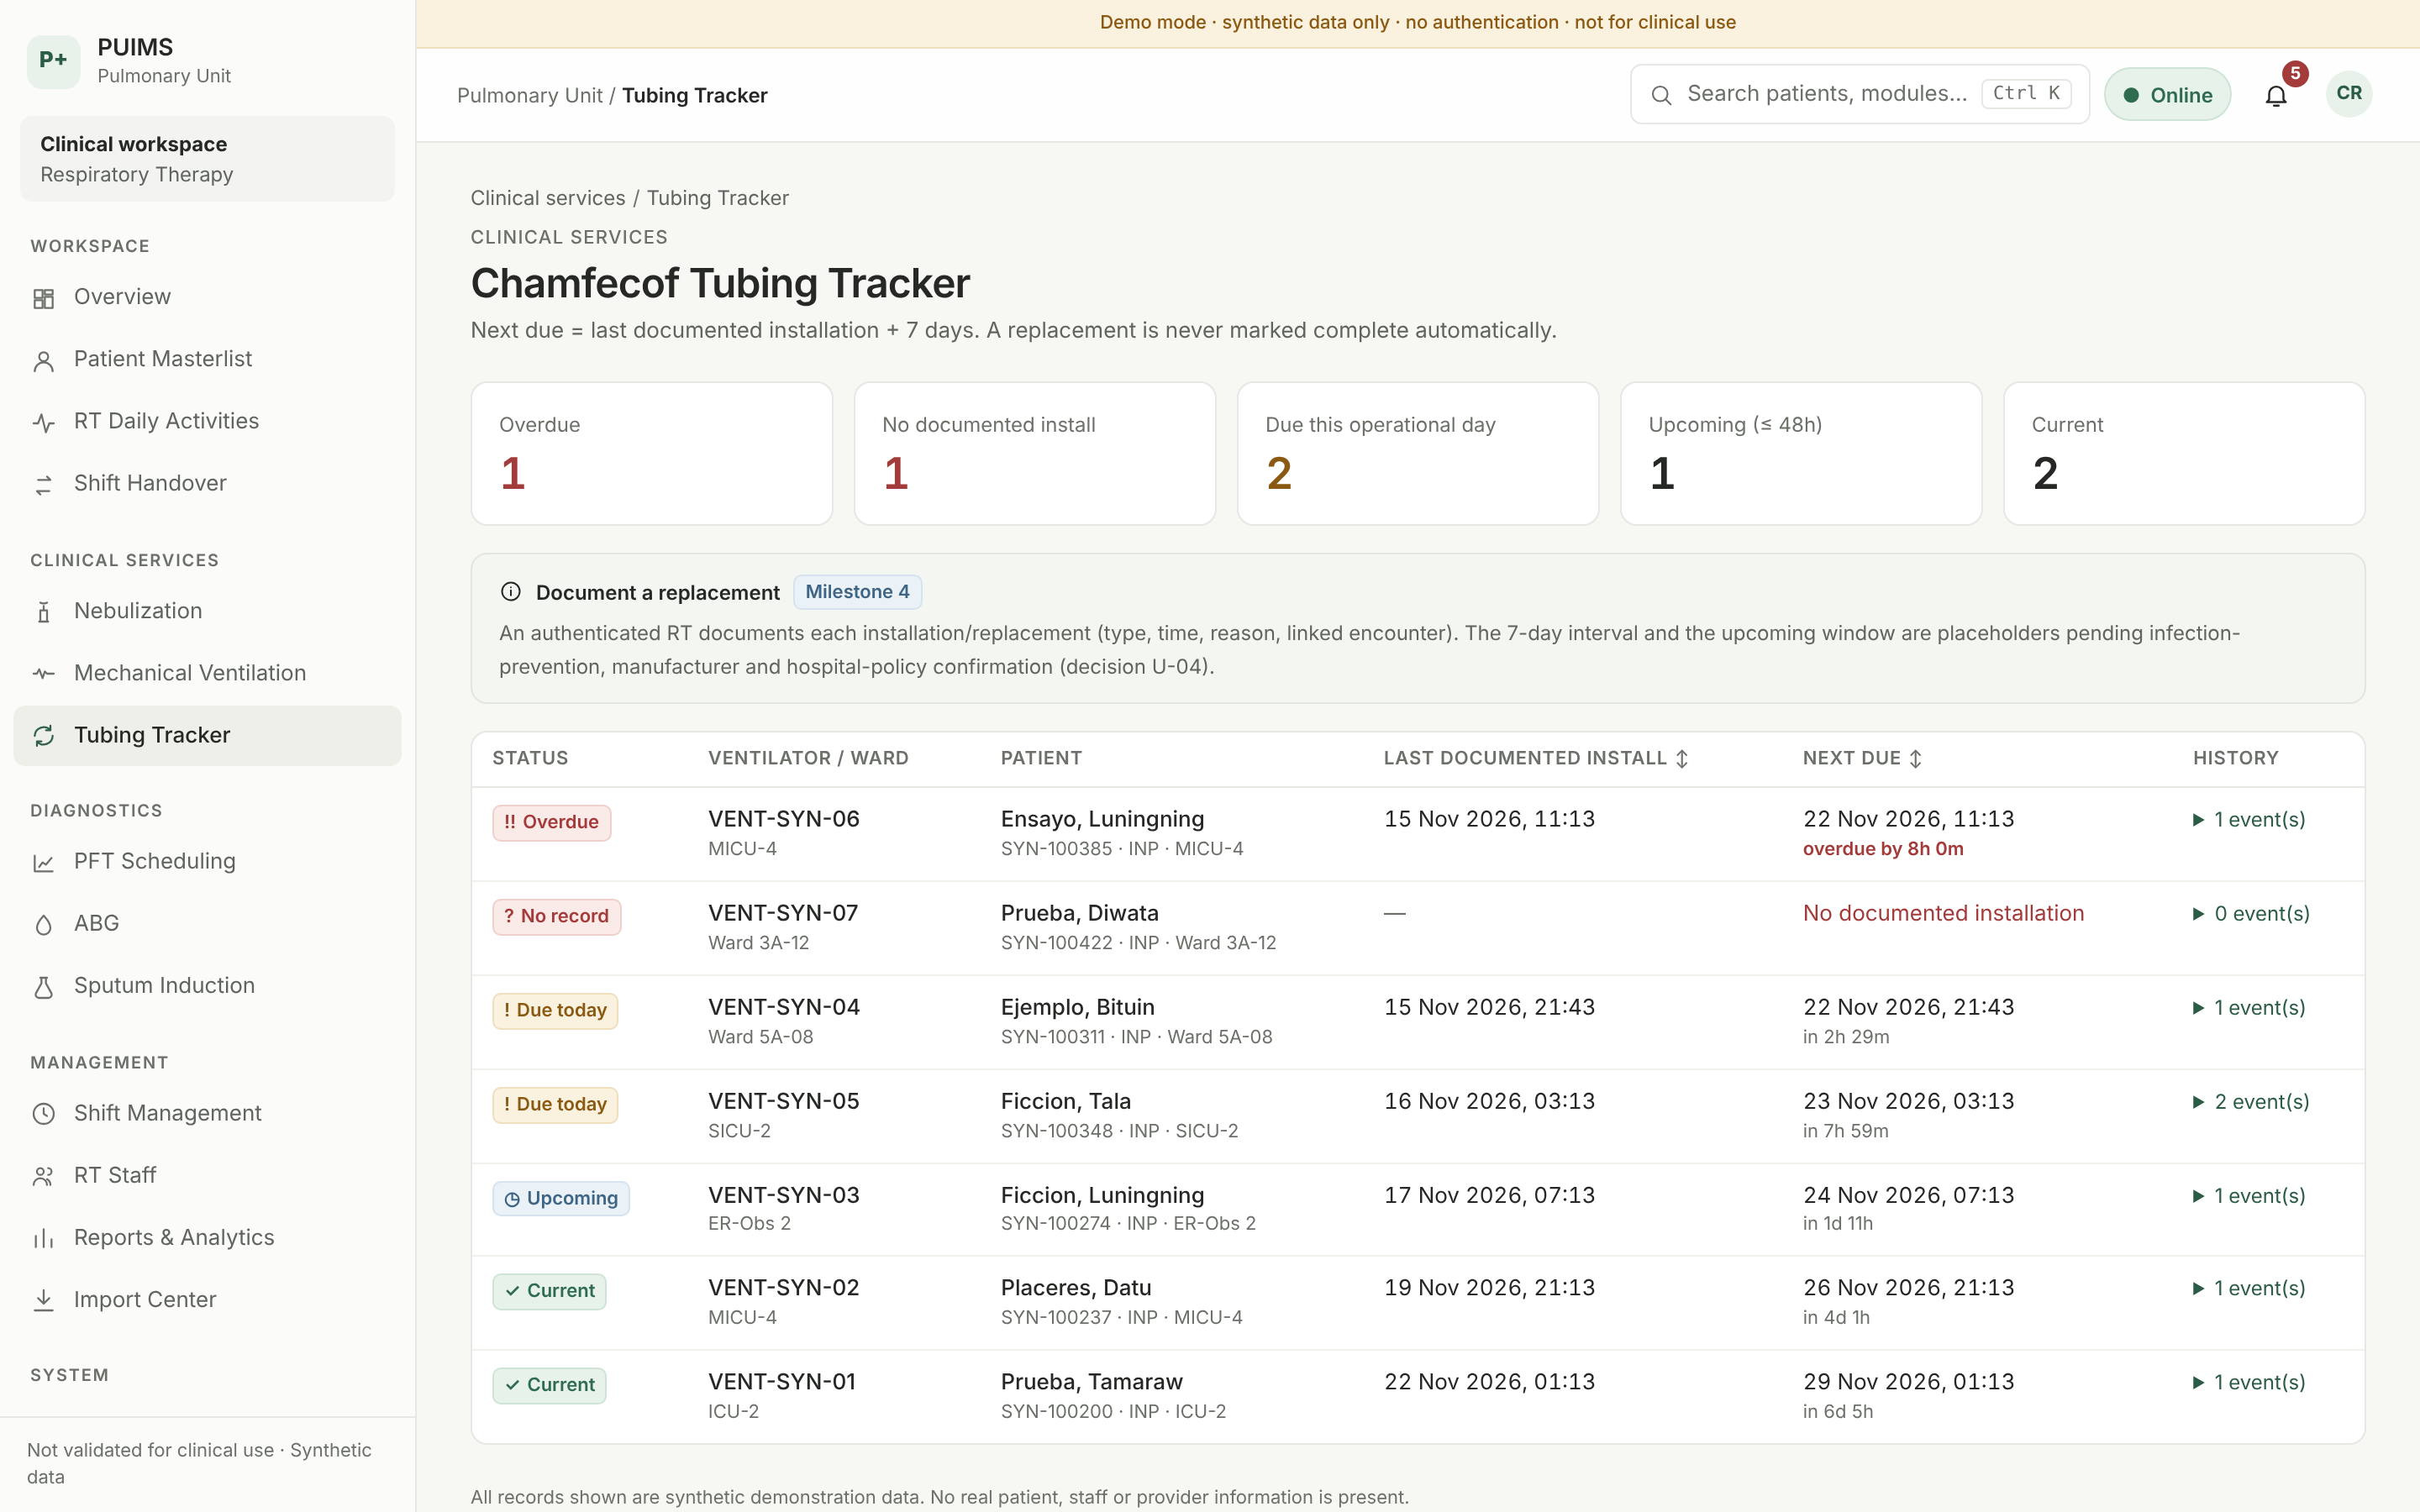 P+
PUIMS
Pulmonary Unit
Clinical workspace
Respiratory Therapy
WORKSPACE
Overview
Patient Masterlist
RT Daily Activities
Shift Handover
CLINICAL SERVICES
Nebulization
Mechanical Ventilation
Tubing Tracker
DIAGNOSTICS
PFT Scheduling
ABG
Sputum Induction
MANAGEMENT
Shift Management
RT Staff
Reports & Analytics
Import Center
SYSTEM
Not validated for clinical use · Synthetic
data
Demo mode · synthetic data only · no authentication · not for clinical use
Pulmonary Unit / Tubing Tracker
Search patients, modules... Ctrl K
Online
5
CR
Clinical services / Tubing Tracker
CLINICAL SERVICES
Chamfecof Tubing Tracker
Next due = last documented installation + 7 days. A replacement is never marked complete automatically.
Overdue
1
No documented install
1
Due this operational day
2
Upcoming (≤ 48h)
1
Current
2
Document a replacement Milestone 4
An authenticated RT documents each installation/replacement (type, time, reason, linked encounter). The 7-day interval and the upcoming window are placeholders pending infection-
prevention, manufacturer and hospital-policy confirmation (decision U-04).
STATUS VENTILATOR / WARD PATIENT LAST DOCUMENTED INSTALL ↕ NEXT DUE ↕ HISTORY
!! Overdue VENT-SYN-06 Ensayo, Luningning 15 Nov 2026, 11:13 22 Nov 2026, 11:13 ▶ 1 event(s)
MICU-4 SYN-100385 · INP · MICU-4 overdue by 8h 0m
? No record VENT-SYN-07 Prueba, Diwata — No documented installation ▶ 0 event(s)
Ward 3A-12 SYN-100422 · INP · Ward 3A-12
! Due today VENT-SYN-04 Ejemplo, Bituin 15 Nov 2026, 21:43 22 Nov 2026, 21:43 ▶ 1 event(s)
Ward 5A-08 SYN-100311 · INP · Ward 5A-08 in 2h 29m
! Due today VENT-SYN-05 Ficcion, Tala 16 Nov 2026, 03:13 23 Nov 2026, 03:13 ▶ 2 event(s)
SICU-2 SYN-100348 · INP · SICU-2 in 7h 59m
Upcoming VENT-SYN-03 Ficcion, Luningning 17 Nov 2026, 07:13 24 Nov 2026, 07:13 ▶ 1 event(s)
ER-Obs 2 SYN-100274 · INP · ER-Obs 2 in 1d 11h
✓ Current VENT-SYN-02 Placeres, Datu 19 Nov 2026, 21:13 26 Nov 2026, 21:13 ▶ 1 event(s)
MICU-4 SYN-100237 · INP · MICU-4 in 4d 1h
✓ Current VENT-SYN-01 Prueba, Tamaraw 22 Nov 2026, 01:13 29 Nov 2026, 01:13 ▶ 1 event(s)
ICU-2 SYN-100200 · INP · ICU-2 in 6d 5h
All records shown are synthetic demonstration data. No real patient, staff or provider information is present.